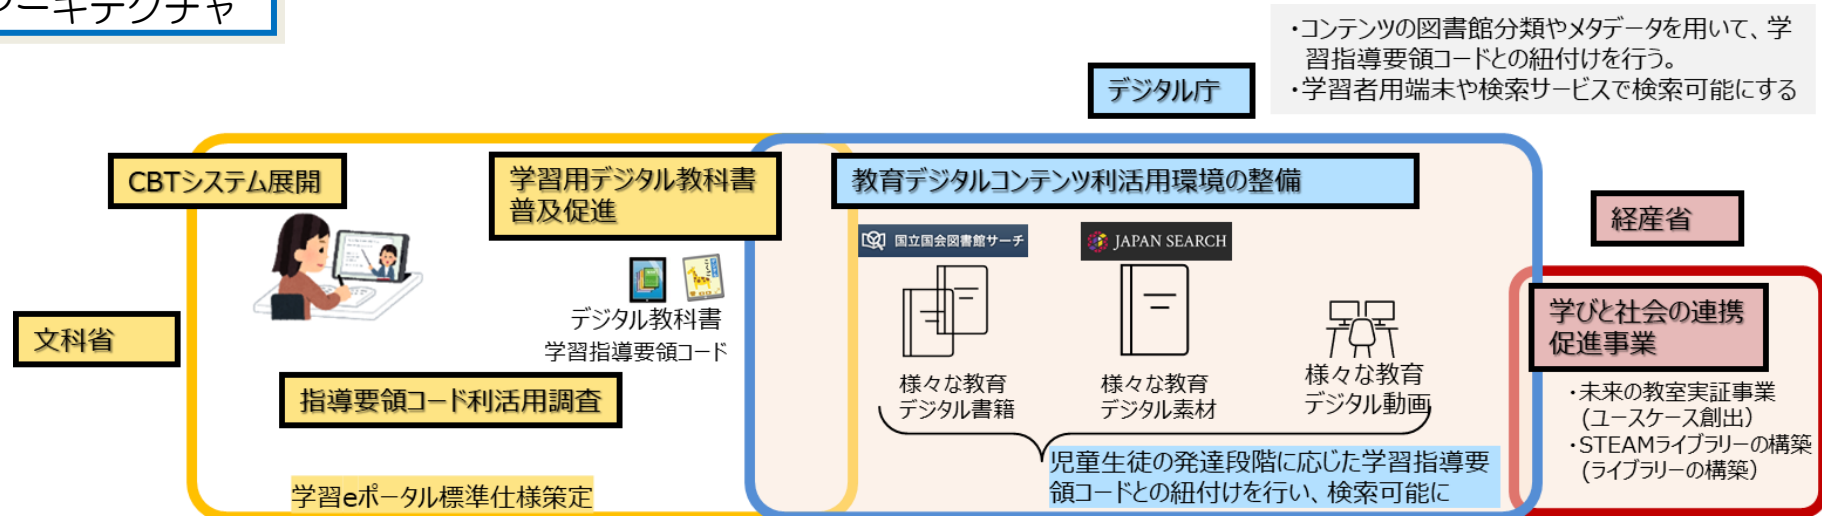 アーキテクチャ
・コンテンツの図書館分類やメタデータを用いて、学
習指導要領コードとの紐付けを行う。
・学習者用端末や検索サービスで検索可能にする
デジタル庁
CBTシステム展開
学習用デジタル教科書
普及促進
教育デジタルコンテンツ利活用環境の整備
経産省
国立国会図書館サーチ
JAPAN SEARCH
文科省
デジタル教科書
学習指導要領コード
学びと社会の連携
促進事業
指導要領コード利活用調査
様々な教育
デジタル書籍
様々な教育
デジタル素材
様々な教育
デジタル動画
・未来の教室実証事業
(ユースケース創出)
・STEAMライブラリーの構築
(ライブラリーの構築)
児童生徒の発達段階に応じた学習指導要
領コードとの紐付けを行い、検索可能に
学習eポータル標準仕様策定